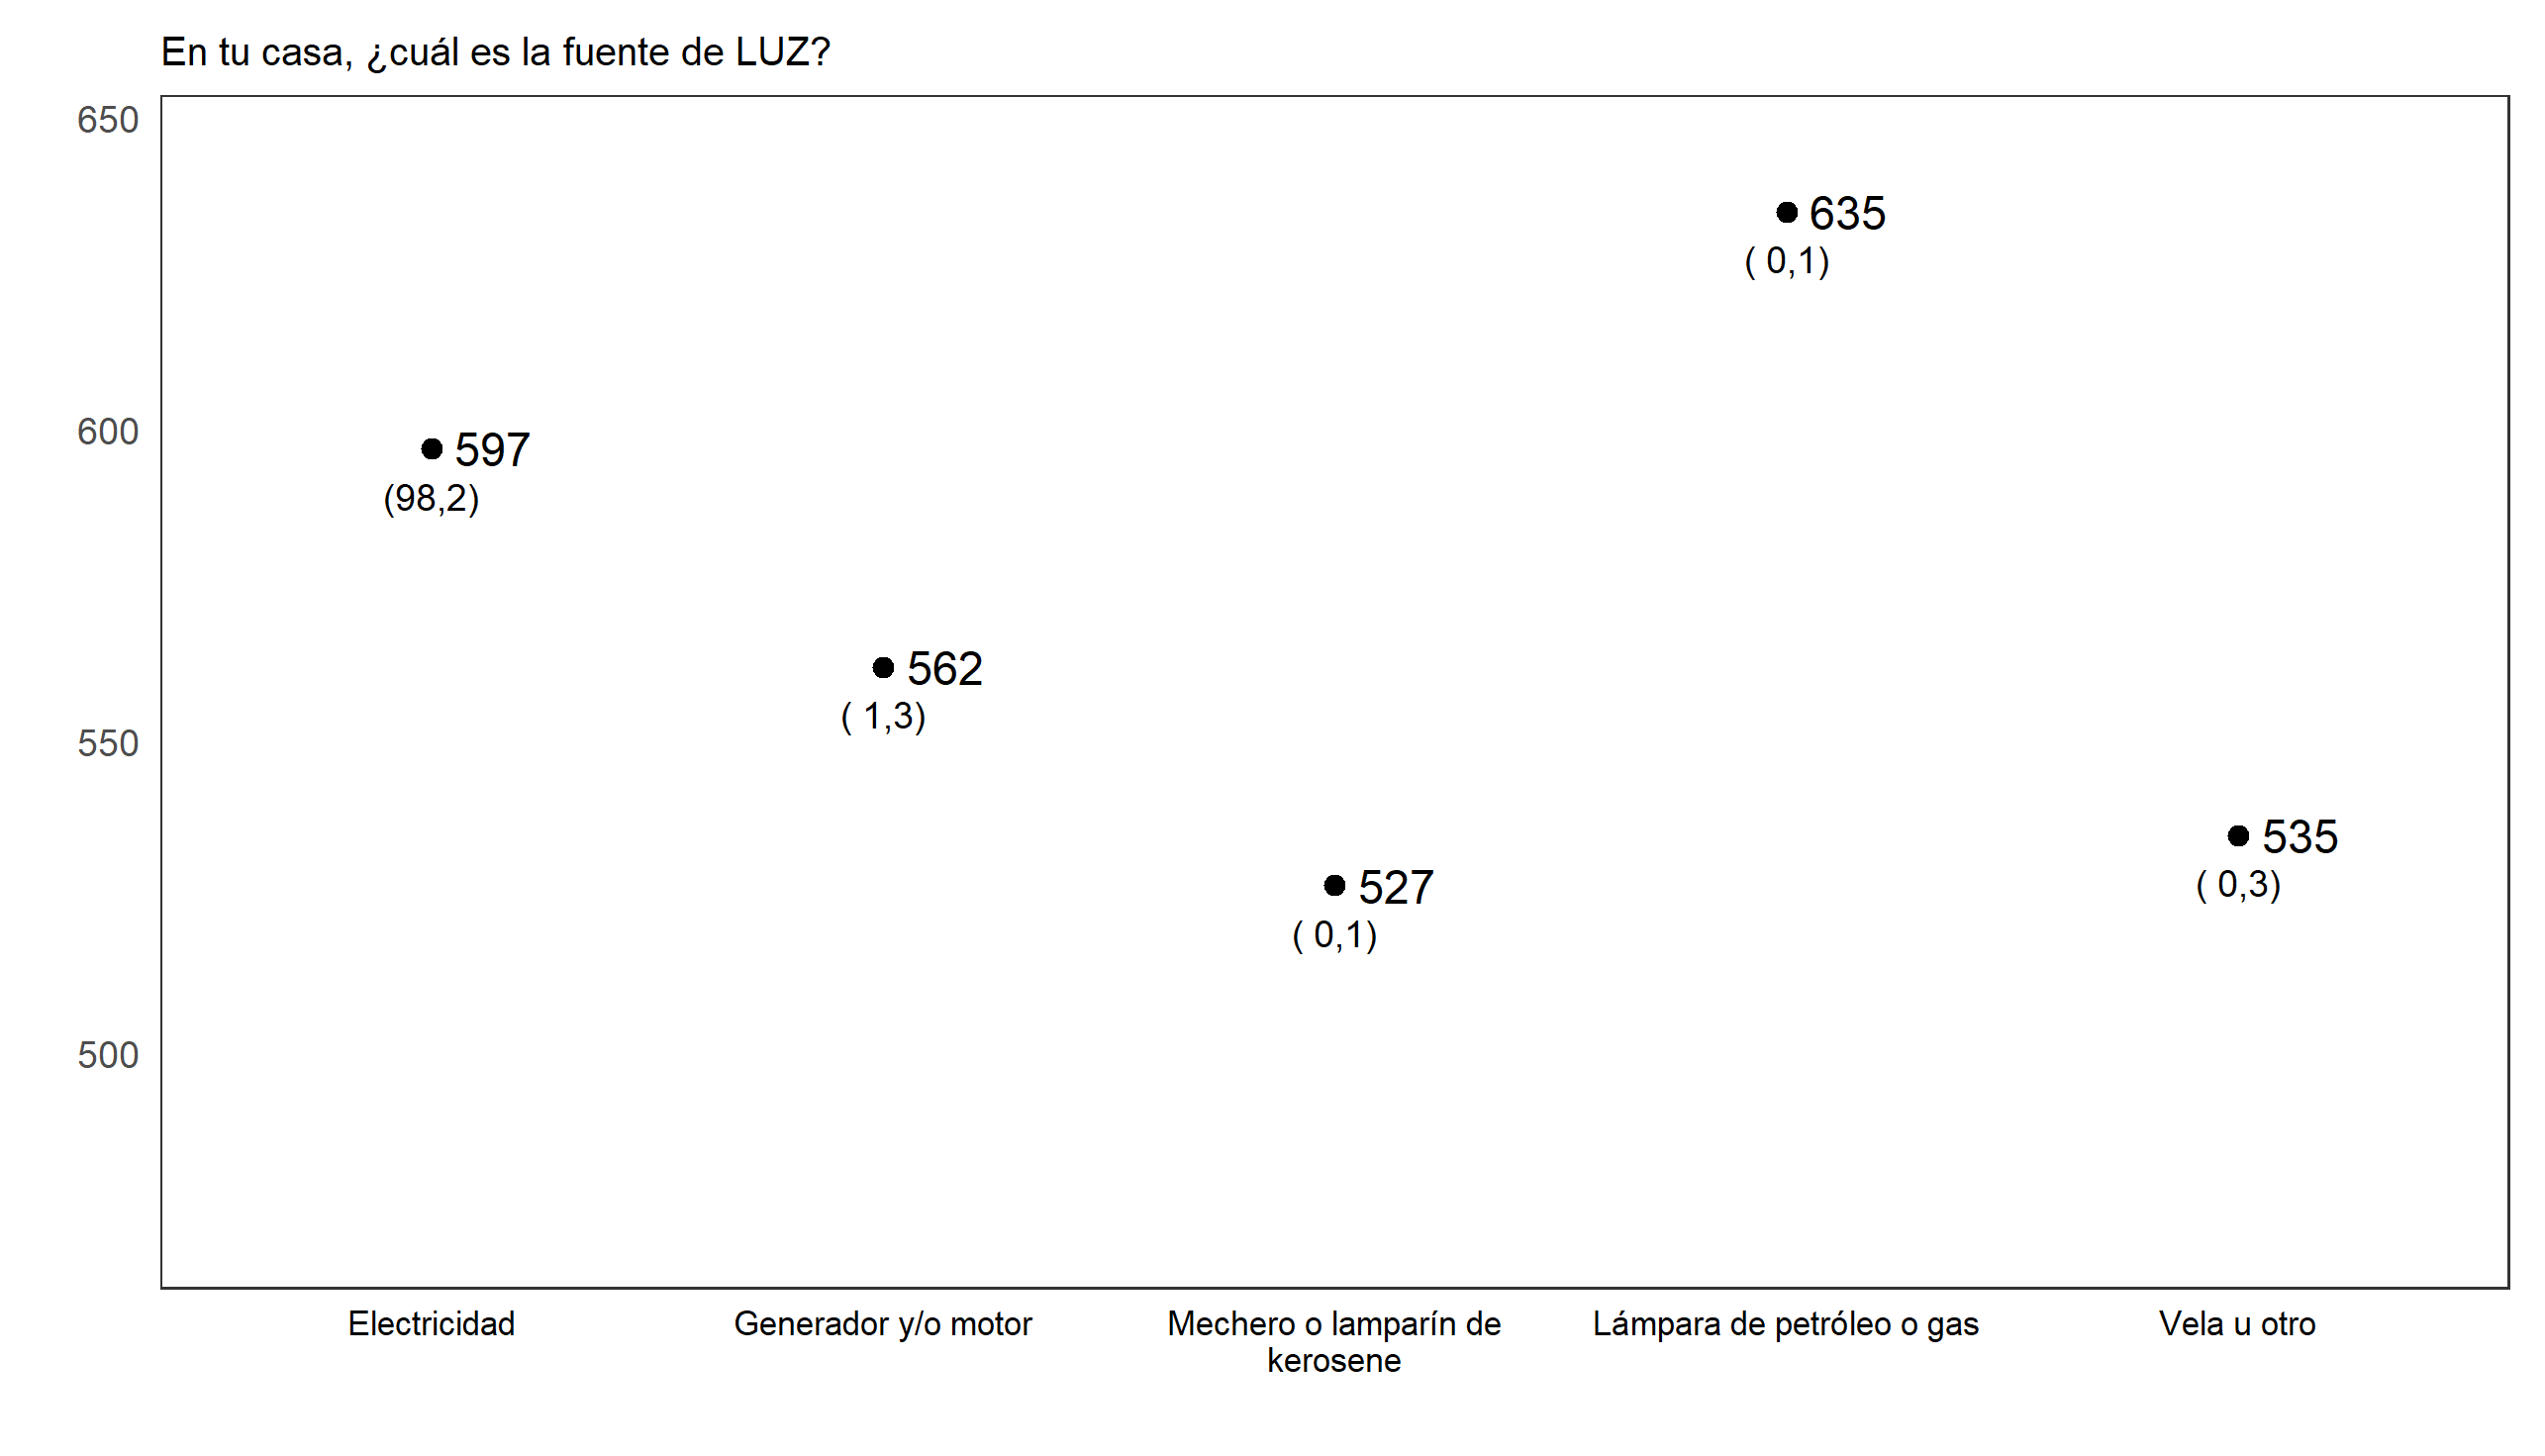 En tu casa, ¿cuál es la fuente de LUZ?
650
635
( 0,1)
600
597
(98,2)
562
( 1,3)
550
535
( 0,3)
527
( 0,1)
500
Electricidad
Generador y/o motor
Mechero o lamparín de
kerosene
Lámpara de petróleo o gas
Vela u otro